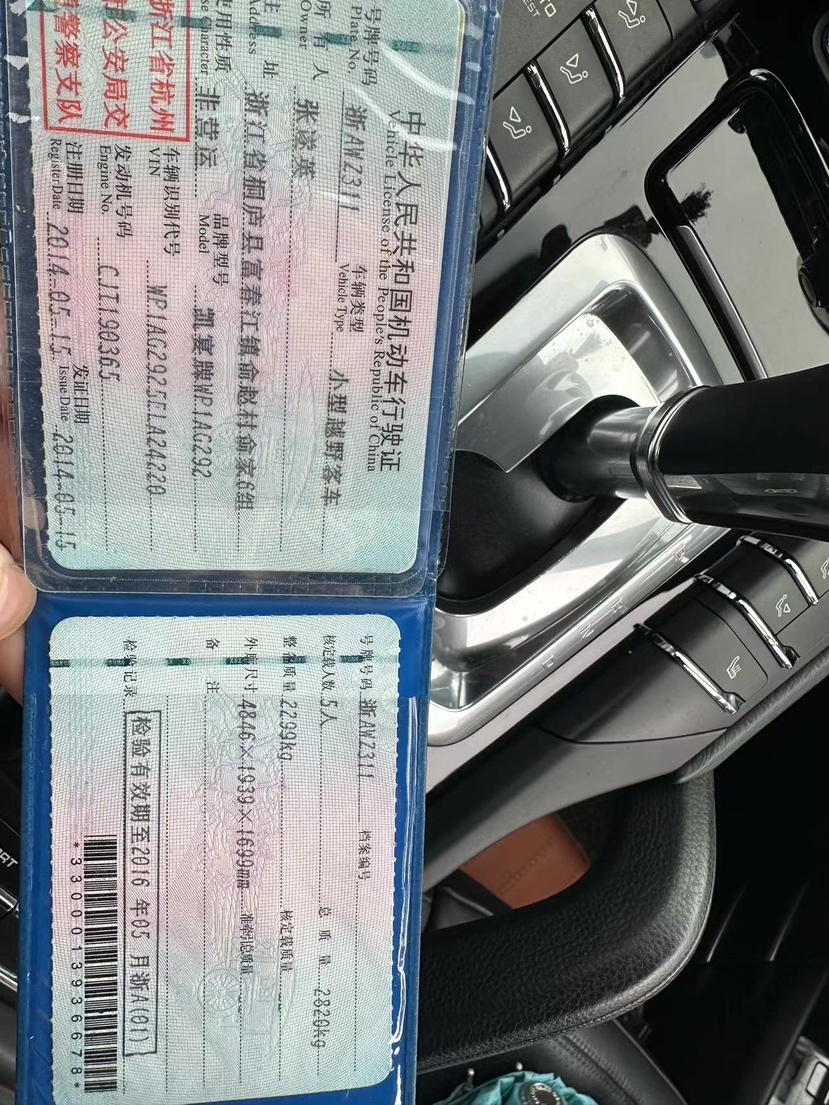 中华人民共和国机动车行驶证
Vehicle License of the People's Republic of China
号牌号码 浙AWZ311 车辆类型 小型越野客车
Plate No. Vehicle Type
所有人 张遂英
Owner
住址 浙江省桐庐县富春江镇俞赵村俞家6组
Address
使用性质 非营运 品牌型号 凯宴牌WP1AG292
Use Character Model
浙江省杭州
车辆识别代号 WP1AG2925ELA24220
VIN
公安局交
发动机号码 CJT190365
Engine No.
警察支队
注册日期 2014-05-15 发证日期 2014-05-15
Register Date Issue Date
号牌号码 浙AWZ311 档案编号
核定载人数 5人 总质量 2820kg
整备质量 2299kg 核定载质量
外廓尺寸 4846×1939×1699mm 准牵引总质量
备注
检验记录 检验有效期至2016年05月浙A(01)
*3300013936678*